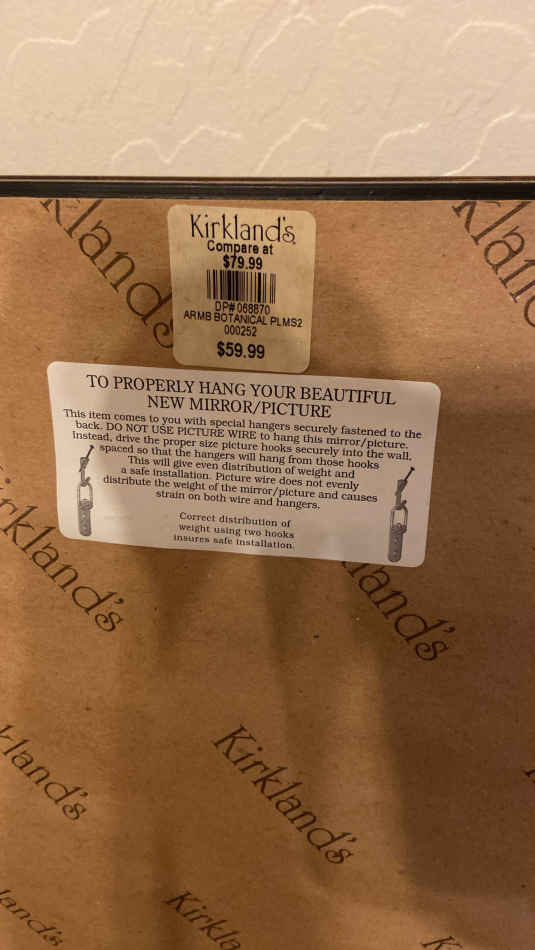 Kirkland's
Kirkland's
Compare at
$79.99
DP# 068870
ARMB BOTANICAL PLMS2
000252
$59.99
TO PROPERLY HANG YOUR BEAUTIFUL
NEW MIRROR/PICTURE
This item comes to you with special hangers securely fastened to the
back. DO NOT USE PICTURE WIRE to hang this mirror/picture.
Instead, drive the proper size picture hooks securely into the wall,
spaced so that the hangers will hang from those hooks
This will give even distribution of weight and
a safe installation. Picture wire does not evenly
distribute the weight of the mirror/picture and causes
strain on both wire and hangers.
Correct distribution of
weight using two hooks
insures safe installation.
irkland's
land's
kland's
Kirkland's
land's
Kirkla
K